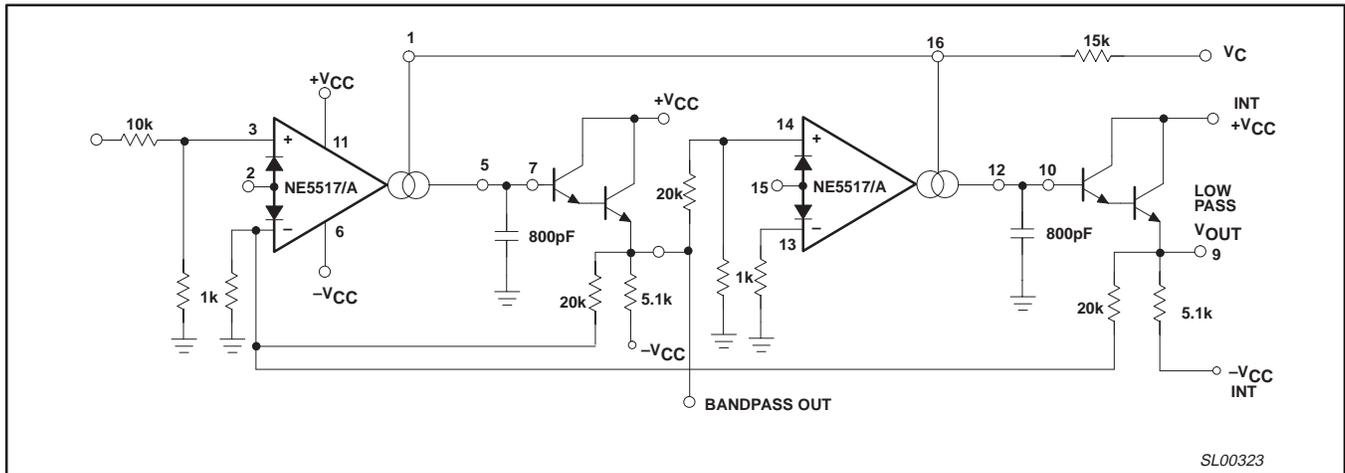 1
16
15k
VC
+VCC
+VCC
INT
+VCC
10k
3
+
11
14
+
2
NE5517/A
5
7
20k
15
NE5517/A
12
10
LOW
PASS
VOUT
9
−
6
800pF
−
13
800pF
−VCC
1k
20k
5.1k
1k
20k
5.1k
−VCC
−VCC
INT
BANDPASS OUT
SL00323